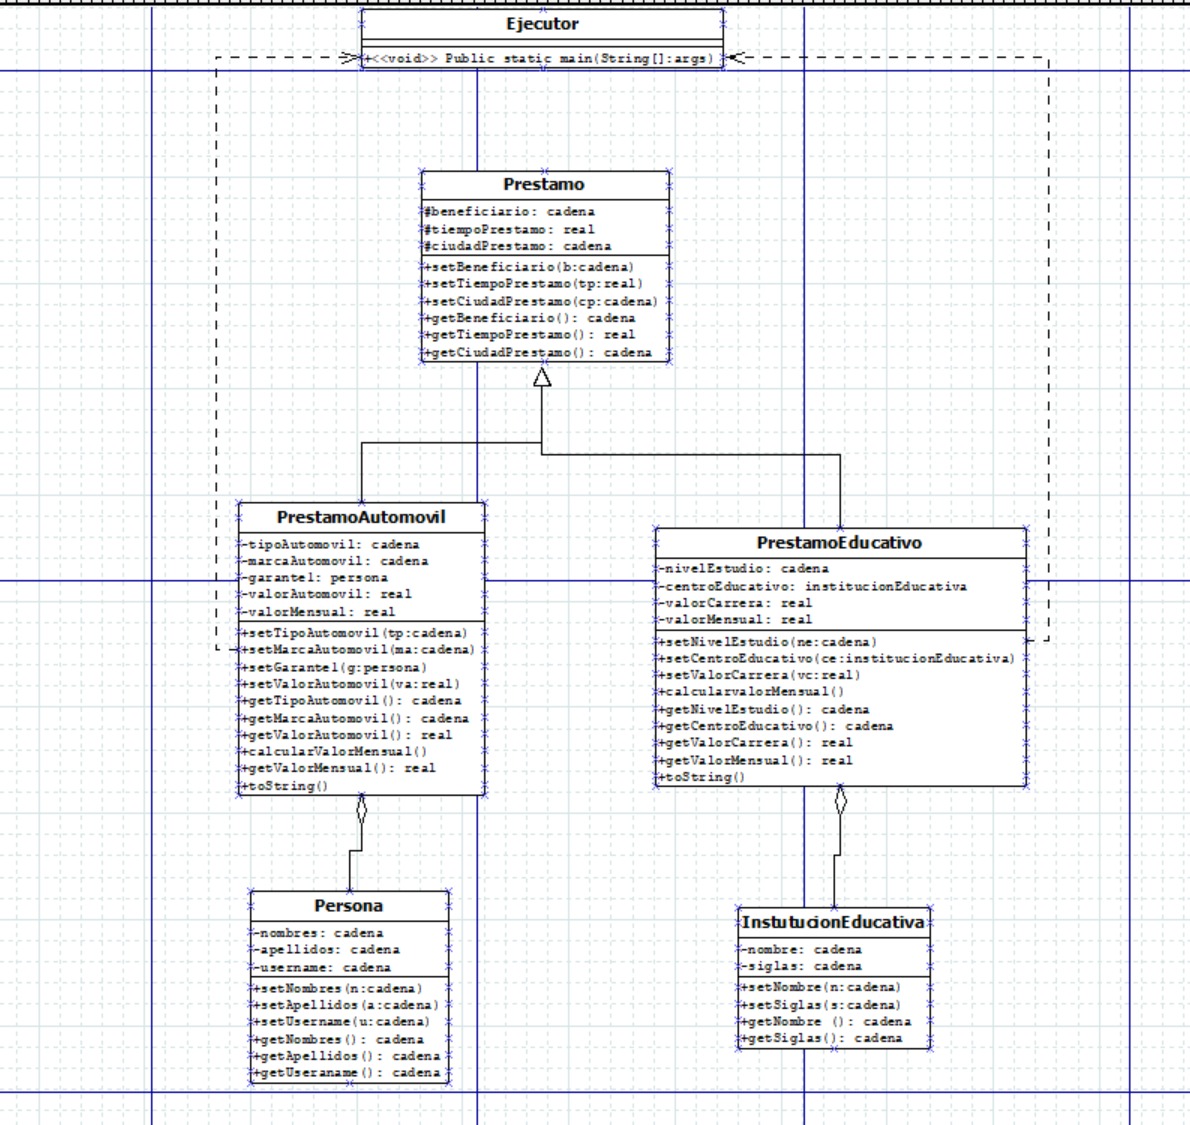 Ejecutor
+<<void>> Public static main(String[]:args)
Prestamo
#beneficiario: cadena
#tiempoPrestamo: real
#ciudadPrestamo: cadena
+setBeneficiario(b:cadena)
+setTiempoPrestamo(tp:real)
+setCiudadPrestamo(cp:cadena)
+getBeneficiario(): cadena
+getTiempoPrestamo(): real
+getCiudadPrestamo(): cadena
PrestamoAutomovil
-tipoAutomovil: cadena
-marcaAutomovil: cadena
-garante1: persona
-valorAutomovil: real
-valorMensual: real
+setTipoAutomovil(tp:cadena)
+setMarcaAutomovil(ma:cadena)
+setGarante1(g:persona)
+setValorAutomovil(va:real)
+getTipoAutomovil(): cadena
+getMarcaAutomovil(): cadena
+getValorAutomovil(): real
+calcularValorMensual()
+getValorMensual(): real
+toString()
PrestamoEducativo
-nivelEstudio: cadena
-centroEducativo: institucionEducativa
-valorCarrera: real
-valorMensual: real
+setNivelEstudio(ne:cadena)
+setCentroEducativo(ce:institucionEducativa)
+setValorCarrera(vc:real)
+calcularvalorMensual()
+getNivelEstudio(): cadena
+getCentroEducativo(): cadena
+getValorCarrera(): real
+getValorMensual(): real
+toString()
Persona
-nombres: cadena
-apellidos: cadena
-username: cadena
+setNombres(n:cadena)
+setApellidos(a:cadena)
+setUsername(u:cadena)
+getNombres(): cadena
+getApellidos(): cadena
+getUseraname(): cadena
InstutucionEducativa
-nombre: cadena
-siglas: cadena
+setNombre(n:cadena)
+setSiglas(s:cadena)
+getNombre (): cadena
+getSiglas(): cadena